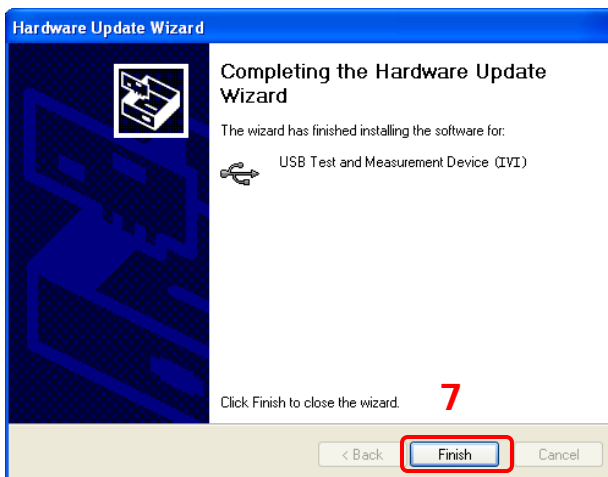 Hardware Update Wizard
Completing the Hardware Update
Wizard
The wizard has finished installing the software for:
USB Test and Measurement Device (IVI)
Click Finish to close the wizard.
7
< Back
Finish
Cancel